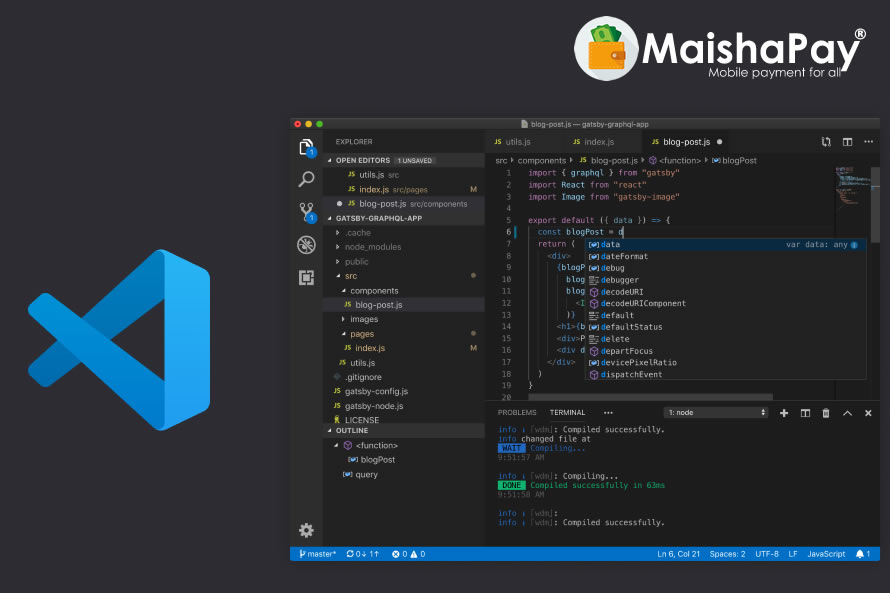 MaishaPay®
Mobile payment for all
blog-post.js — gatsby-graphql-app
EXPLORER
OPEN EDITORS 1 UNSAVED
JS utils.js src
JS index.js src/pages M
JS blog-post.js src/components
GATSBY-GRAPHQL-APP
.cache
node_modules
public
src
components
JS blog-post.js
images
pages
JS index.js M
JS utils.js
.gitignore
JS gatsby-config.js
JS gatsby-node.js
LICENSE
OUTLINE
<function>
blogPost
query
1
1
JS utils.js JS index.js JS blog-post.js
src components JS blog-post.js <function> blogPost
1 import { graphql } from "gatsby"
2 import React from "react"
3 import Image from "gatsby-image"
4
5 export default ({ data }) => {
6 const blogPost = d
7 return (
8 <div>
9 {blogP
10 blog
11 blog
12 <I
13 )}
14 <h1>{b
15 <div>P
16 <div d
17 </div>
18 )
19 }
20
data var data: any
dateFormat
debug
debugger
decodeURI
decodeURIComponent
default
defaultStatus
delete
departFocus
devicePixelRatio
dispatchEvent
PROBLEMS TERMINAL ••• 1: node
info ↓ [wdm]: Compiled successfully.
info changed file at
WAIT Compiling...
9:51:57 AM
info ↓ [wdm]: Compiling...
DONE Compiled successfully in 63ms
9:51:58 AM
info ↓ [wdm]:
info ↓ [wdm]: Compiled successfully.
master* 0↓ 1↑ 0 0 Ln 6, Col 21 Spaces: 2 UTF-8 LF JavaScript 1